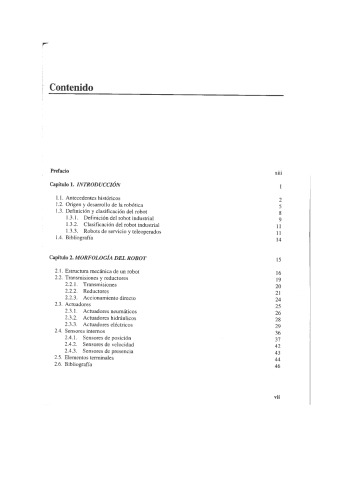 Contenido
Prefacio xiii
Capítulo 1. INTRODUCCIÓN 1
1.1. Antecedentes históricos 2
1.2. Origen y desarrollo de la robótica 5
1.3. Definición y clasificación del robot 8
1.3.1. Definición del robot industrial 9
1.3.2. Clasificación del robot industrial 11
1.3.3. Robots de servicio y teleoperados 11
1.4. Bibliografía 14
Capítulo 2. MORFOLOGÍA DEL ROBOT 15
2.1. Estructura mecánica de un robot 16
2.2. Transmisiones y reductores 19
2.2.1. Transmisiones 20
2.2.2. Reductores 21
2.2.3. Accionamiento directo 24
2.3. Actuadores 25
2.3.1. Actuadores neumáticos 26
2.3.2. Actuadores hidráulicos 28
2.3.3. Actuadores eléctricos 29
2.4. Sensores internos 36
2.4.1. Sensores de posición 37
2.4.2. Sensores de velocidad 42
2.4.3. Sensores de presencia 43
2.5. Elementos terminales 44
2.6. Bibliografía 46
vii